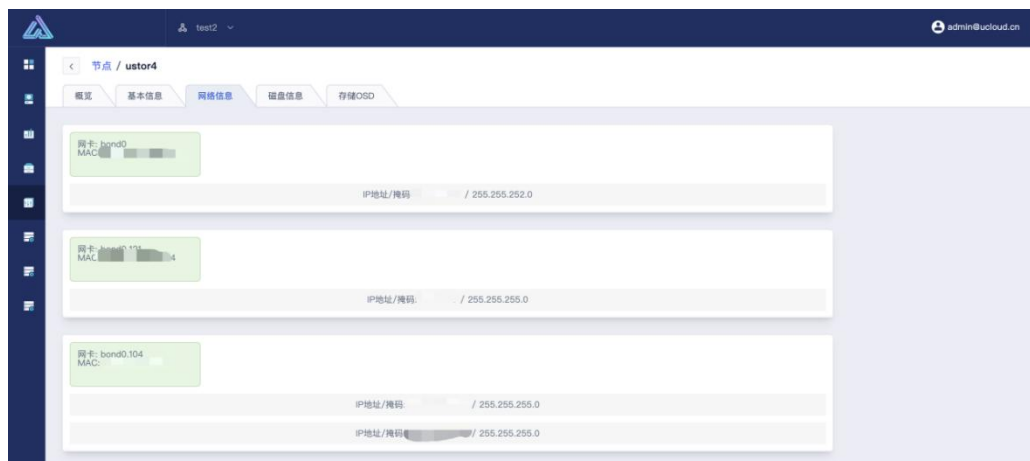 test2
admin@ucloud.cn
节点 / ustor4
概览
基本信息
网络信息
磁盘信息
存储OSD
网卡: bond0
MAC:
IP地址/掩码 / 255.255.252.0
网卡:
MAC 4
IP地址/掩码: / 255.255.255.0
网卡: bond0.104
MAC:
IP地址/掩码: / 255.255.255.0
IP地址/掩码 / 255.255.255.0